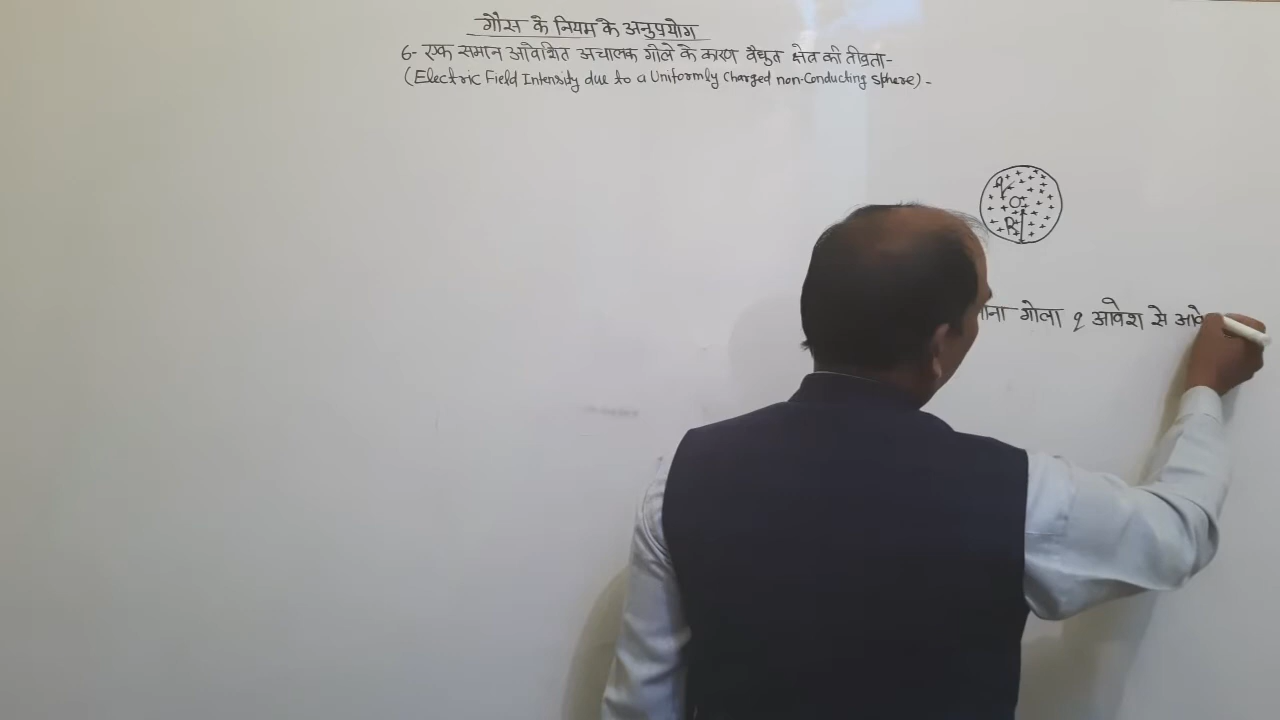 गौस के नियम के अनुप्रयोग
6- एक समान आवेशित अचालक गोले के कारण वैद्युत क्षेत्र की तीव्रता-
(Electric Field Intensity due to a Uniformly Charged non-Conducting sphere) -
q
O
R
गोला q आवेश से